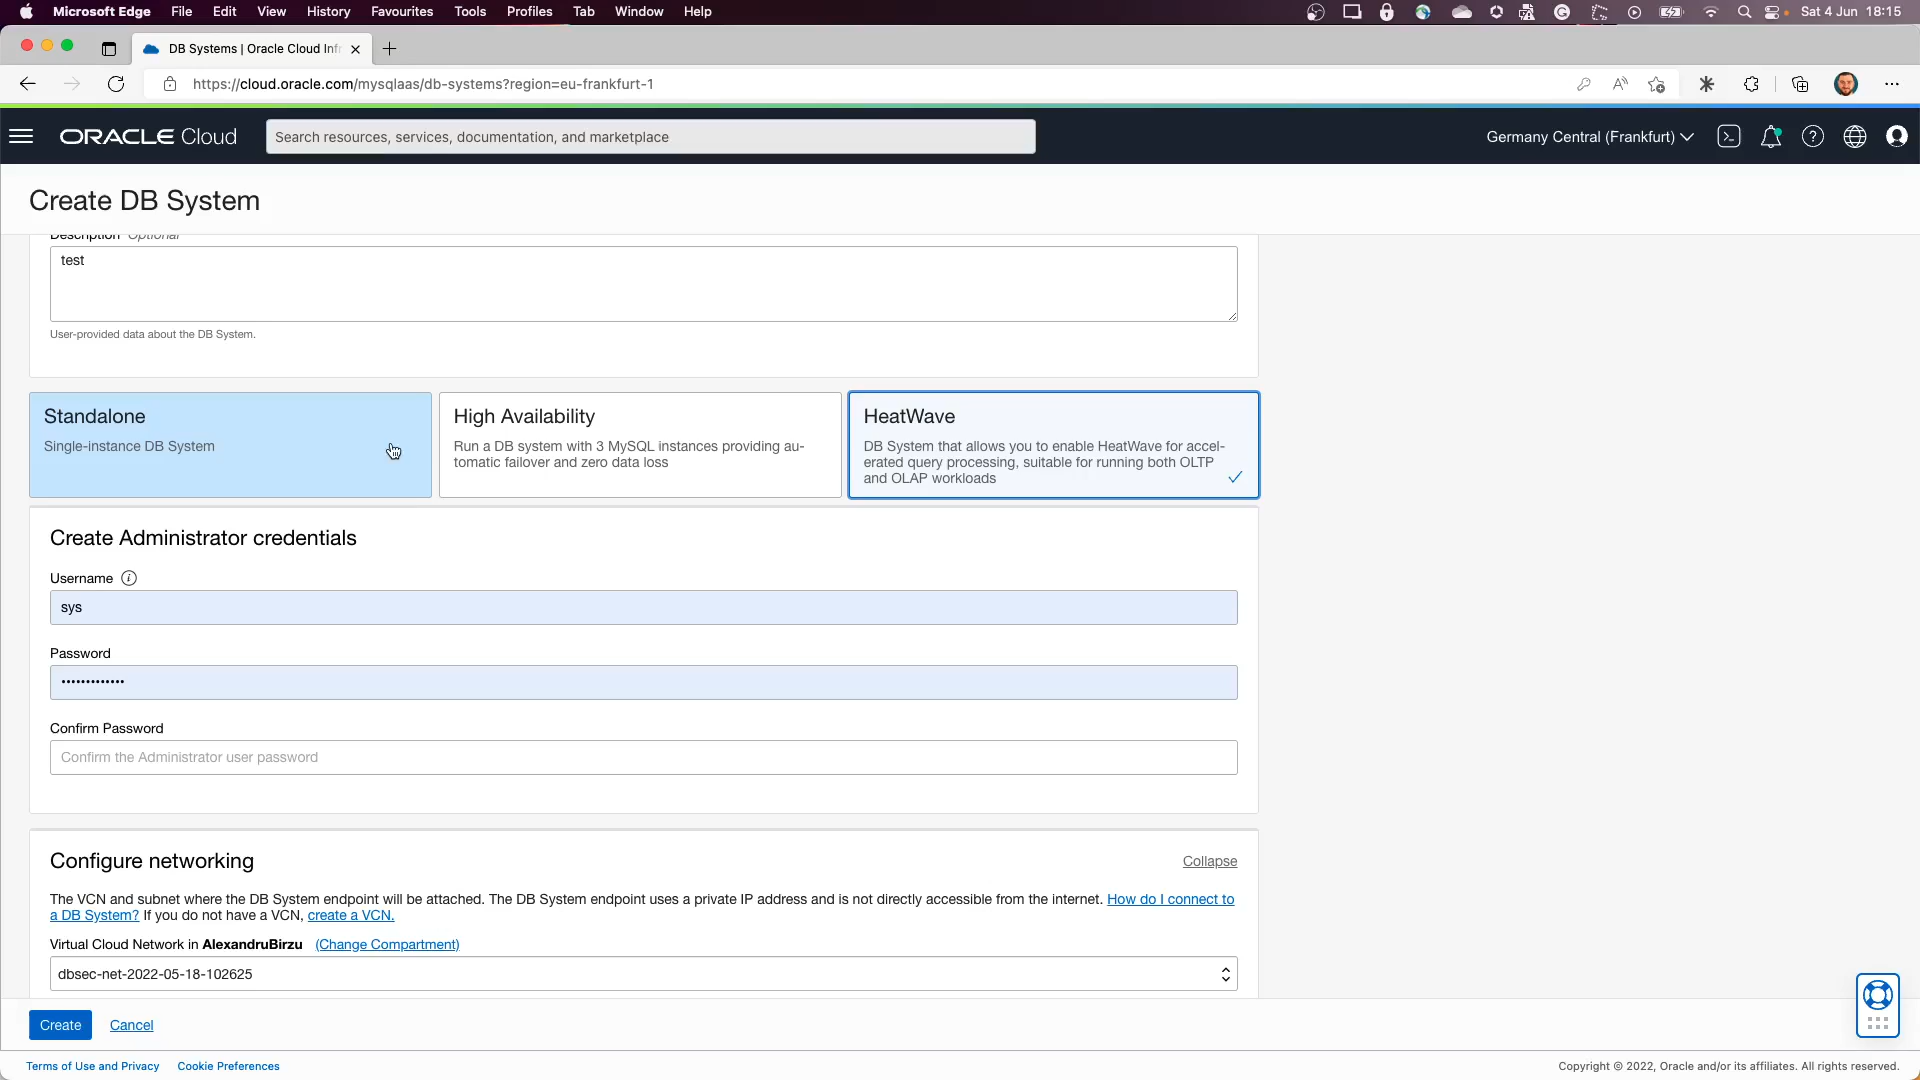 Microsoft Edge File Edit View History Favourites Tools Profiles Tab Window Help Sat 4 Jun 18:15
DB Systems | Oracle Cloud Infr
https://cloud.oracle.com/mysqlaas/db-systems?region=eu-frankfurt-1
ORACLE Cloud Search resources, services, documentation, and marketplace Germany Central (Frankfurt)
Create DB System
Description Optional
test
User-provided data about the DB System.
Standalone
Single-instance DB System
High Availability
Run a DB system with 3 MySQL instances providing au-
tomatic failover and zero data loss
HeatWave
DB System that allows you to enable HeatWave for accel-
erated query processing, suitable for running both OLTP
and OLAP workloads
Create Administrator credentials
Username
sys
Password
•••••••••••••
Confirm Password
Confirm the Administrator user password
Configure networking Collapse
The VCN and subnet where the DB System endpoint will be attached. The DB System endpoint uses a private IP address and is not directly accessible from the internet. How do I connect to
a DB System? If you do not have a VCN, create a VCN.
Virtual Cloud Network in AlexandruBirzu (Change Compartment)
dbsec-net-2022-05-18-102625
Create Cancel
Terms of Use and Privacy Cookie Preferences Copyright © 2022, Oracle and/or its affiliates. All rights reserved.